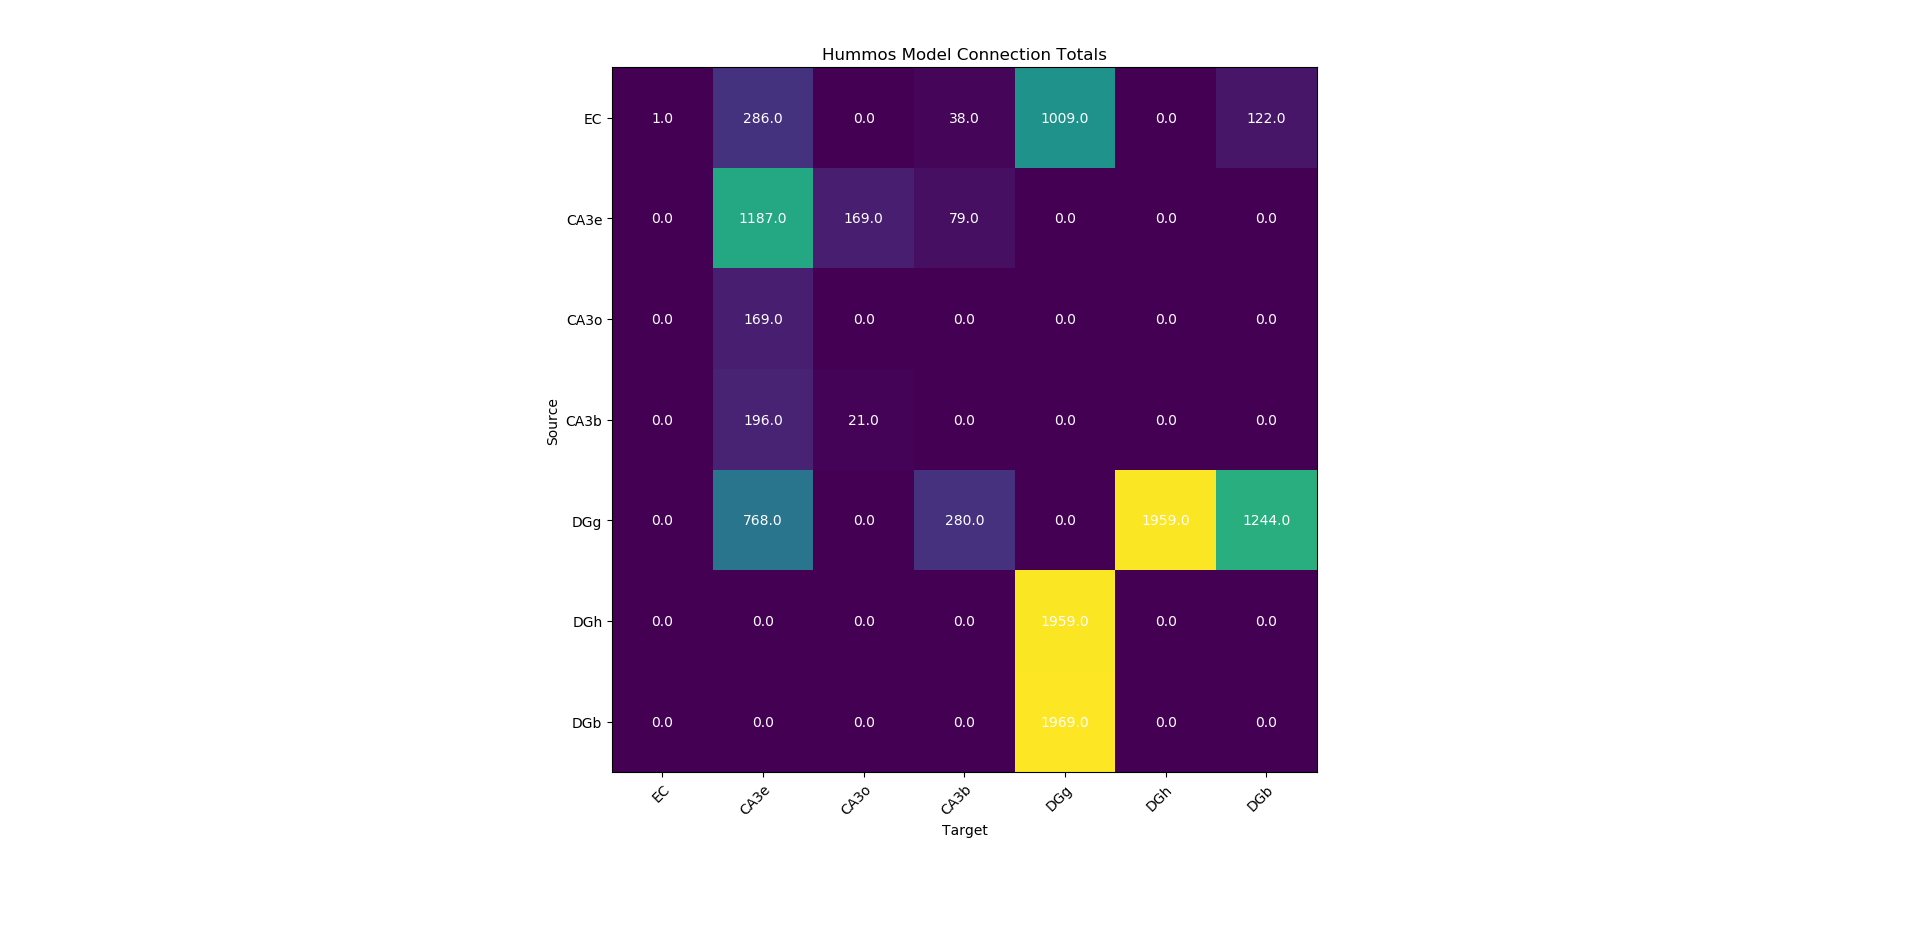 Hummos Model Connection Totals
EC 1.0 286.0 0.0 38.0 1009.0 0.0 122.0
CA3e 0.0 1187.0 169.0 79.0 0.0 0.0 0.0
CA3o 0.0 169.0 0.0 0.0 0.0 0.0 0.0
Source
CA3b 0.0 196.0 21.0 0.0 0.0 0.0 0.0
DGg 0.0 768.0 0.0 280.0 0.0 1959.0 1244.0
DGh 0.0 0.0 0.0 0.0 1959.0 0.0 0.0
DGb 0.0 0.0 0.0 0.0 1969.0 0.0 0.0
EC CA3e CA3o CA3b DGg DGh DGb
Target